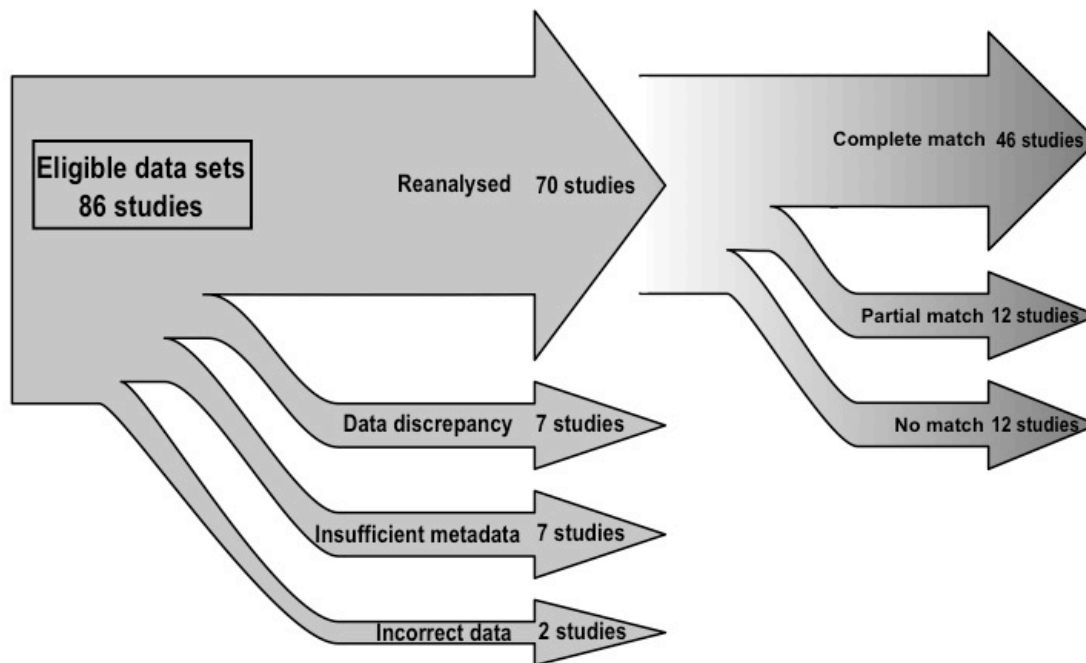 Eligible data sets
86 studies
Reanalysed 70 studies
Data discrepancy 7 studies
Insufficient metadata 7 studies
Incorrect data 2 studies
Complete match 46 studies
Partial match 12 studies
No match 12 studies